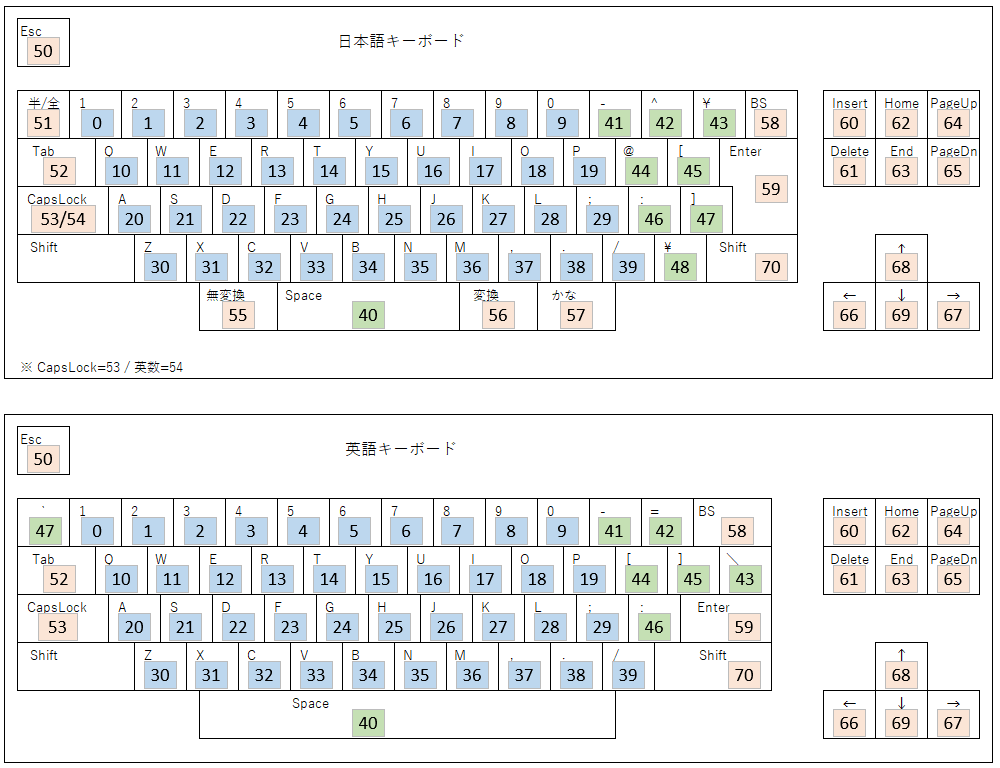 Esc
50
日本語キーボード
半/全 1 2 3 4 5 6 7 8 9 0 - ^ ¥ BS Insert Home PageUp
51 0 1 2 3 4 5 6 7 8 9 41 42 43 58 60 62 64
Tab Q W E R T Y U I O P @ [ Enter Delete End PageDn
52 10 11 12 13 14 15 16 17 18 19 44 45 59 61 63 65
CapsLock A S D F G H J K L ; : ]
53/54 20 21 22 23 24 25 26 27 28 29 46 47
Shift Z X C V B N M , . / ¥ Shift ↑
30 31 32 33 34 35 36 37 38 39 48 70 68
無変換 Space 変換 かな ← ↓ →
55 40 56 57 66 69 67
※ CapsLock=53 / 英数=54
Esc
50
英語キーボード
` 1 2 3 4 5 6 7 8 9 0 - = BS Insert Home PageUp
47 0 1 2 3 4 5 6 7 8 9 41 42 58 60 62 64
Tab Q W E R T Y U I O P [ ] \ Delete End PageDn
52 10 11 12 13 14 15 16 17 18 19 44 45 43 61 63 65
CapsLock A S D F G H J K L ; : Enter
53 20 21 22 23 24 25 26 27 28 29 46 59
Shift Z X C V B N M , . / Shift ↑
30 31 32 33 34 35 36 37 38 39 70 68
Space ← ↓ →
40 66 69 67